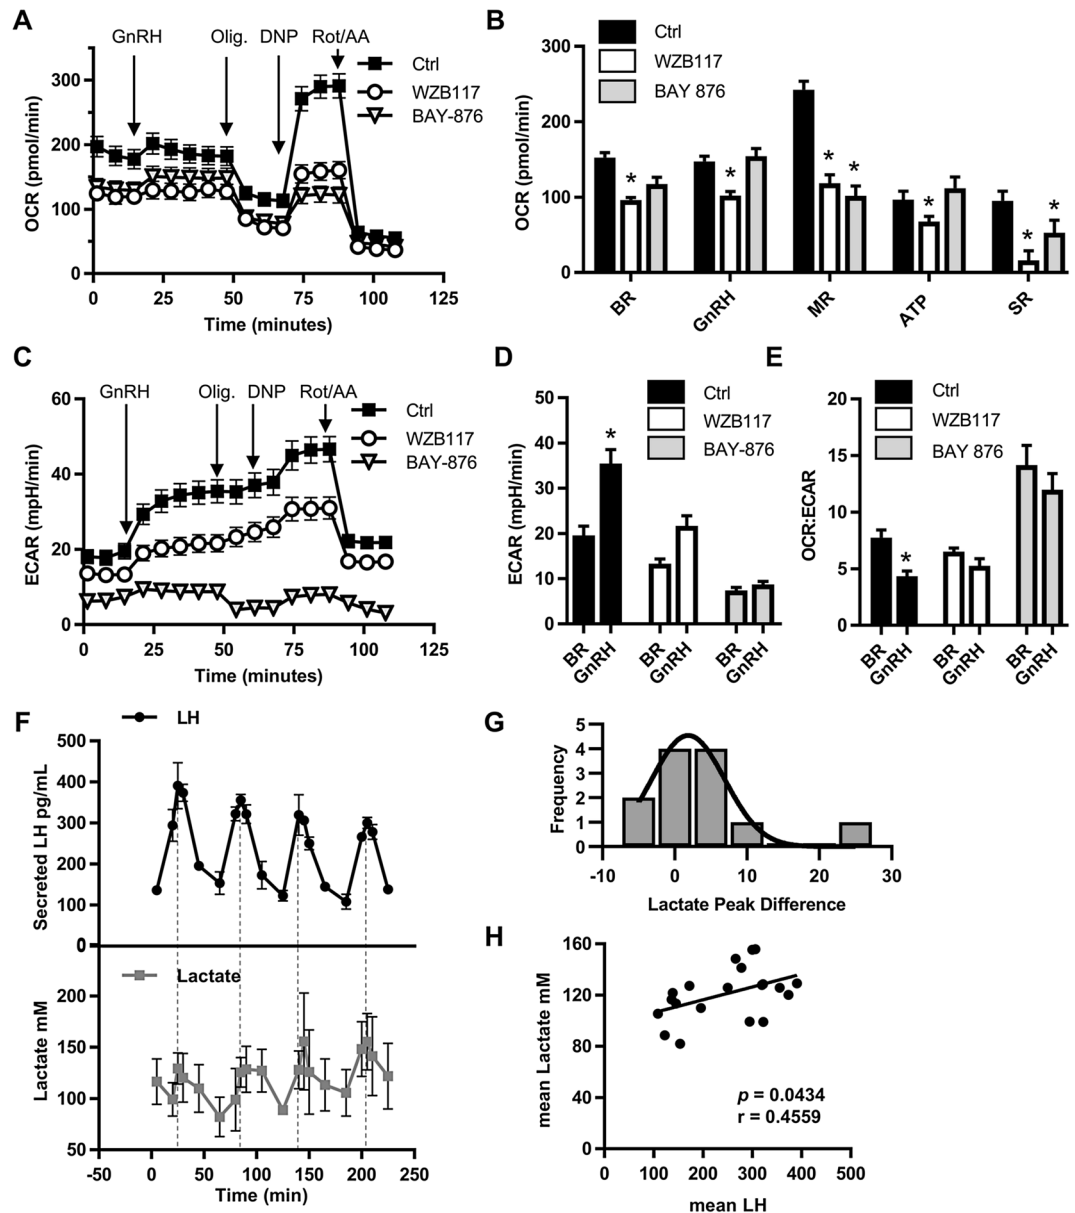 A
GnRH Olig. DNP Rot/AA
Ctrl
WZB117
BAY-876
OCR (pmol/min)
300
200
100
0
0 25 50 75 100 125
Time (minutes)
B
Ctrl
WZB117
BAY 876
OCR (pmol/min)
300
200
100
0
* * * * * * *
BR GnRH MR ATP SR
C
GnRH Olig. DNP Rot/AA
Ctrl
WZB117
BAY-876
ECAR (mpH/min)
60
40
20
0
0 25 50 75 100 125
Time (minutes)
D
Ctrl
WZB117
BAY-876
ECAR (mpH/min)
50
40
30
20
10
0
*
BR GnRH BR GnRH BR GnRH
E
Ctrl
WZB117
BAY 876
OCR:ECAR
20
15
10
5
0
*
BR GnRH BR GnRH BR GnRH
F
LH
Secreted LH pg/mL
500
400
300
200
100
0
Lactate
Lactate mM
200
150
100
50
-50 0 50 100 150 200 250
Time (min)
G
Frequency
5
4
3
2
1
0
-10 0 10 20 30
Lactate Peak Difference
H
mean Lactate mM
160
120
80
40
0
p = 0.0434
r = 0.4559
0 100 200 300 400 500
mean LH